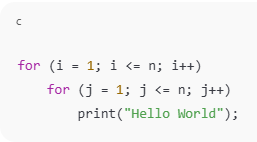 c
for (i = 1; i <= n; i++)
for (j = 1; j <= n; j++)
print("Hello World");